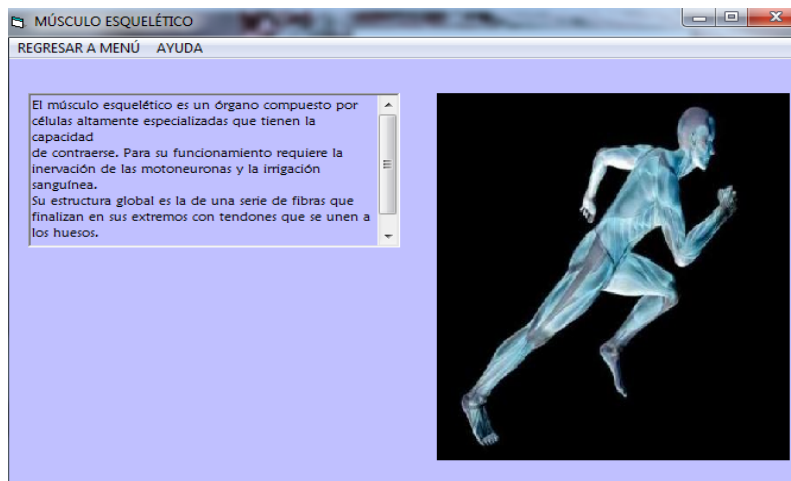 MÚSCULO ESQUELÉTICO
REGRESAR A MENÚ AYUDA
El músculo esquelético es un órgano compuesto por
células altamente especializadas que tienen la
capacidad
de contraerse. Para su funcionamiento requiere la
inervación de las motoneuronas y la irrigación
sanguínea.
Su estructura global es la de una serie de fibras que
finalizan en sus extremos con tendones que se unen a
los huesos.